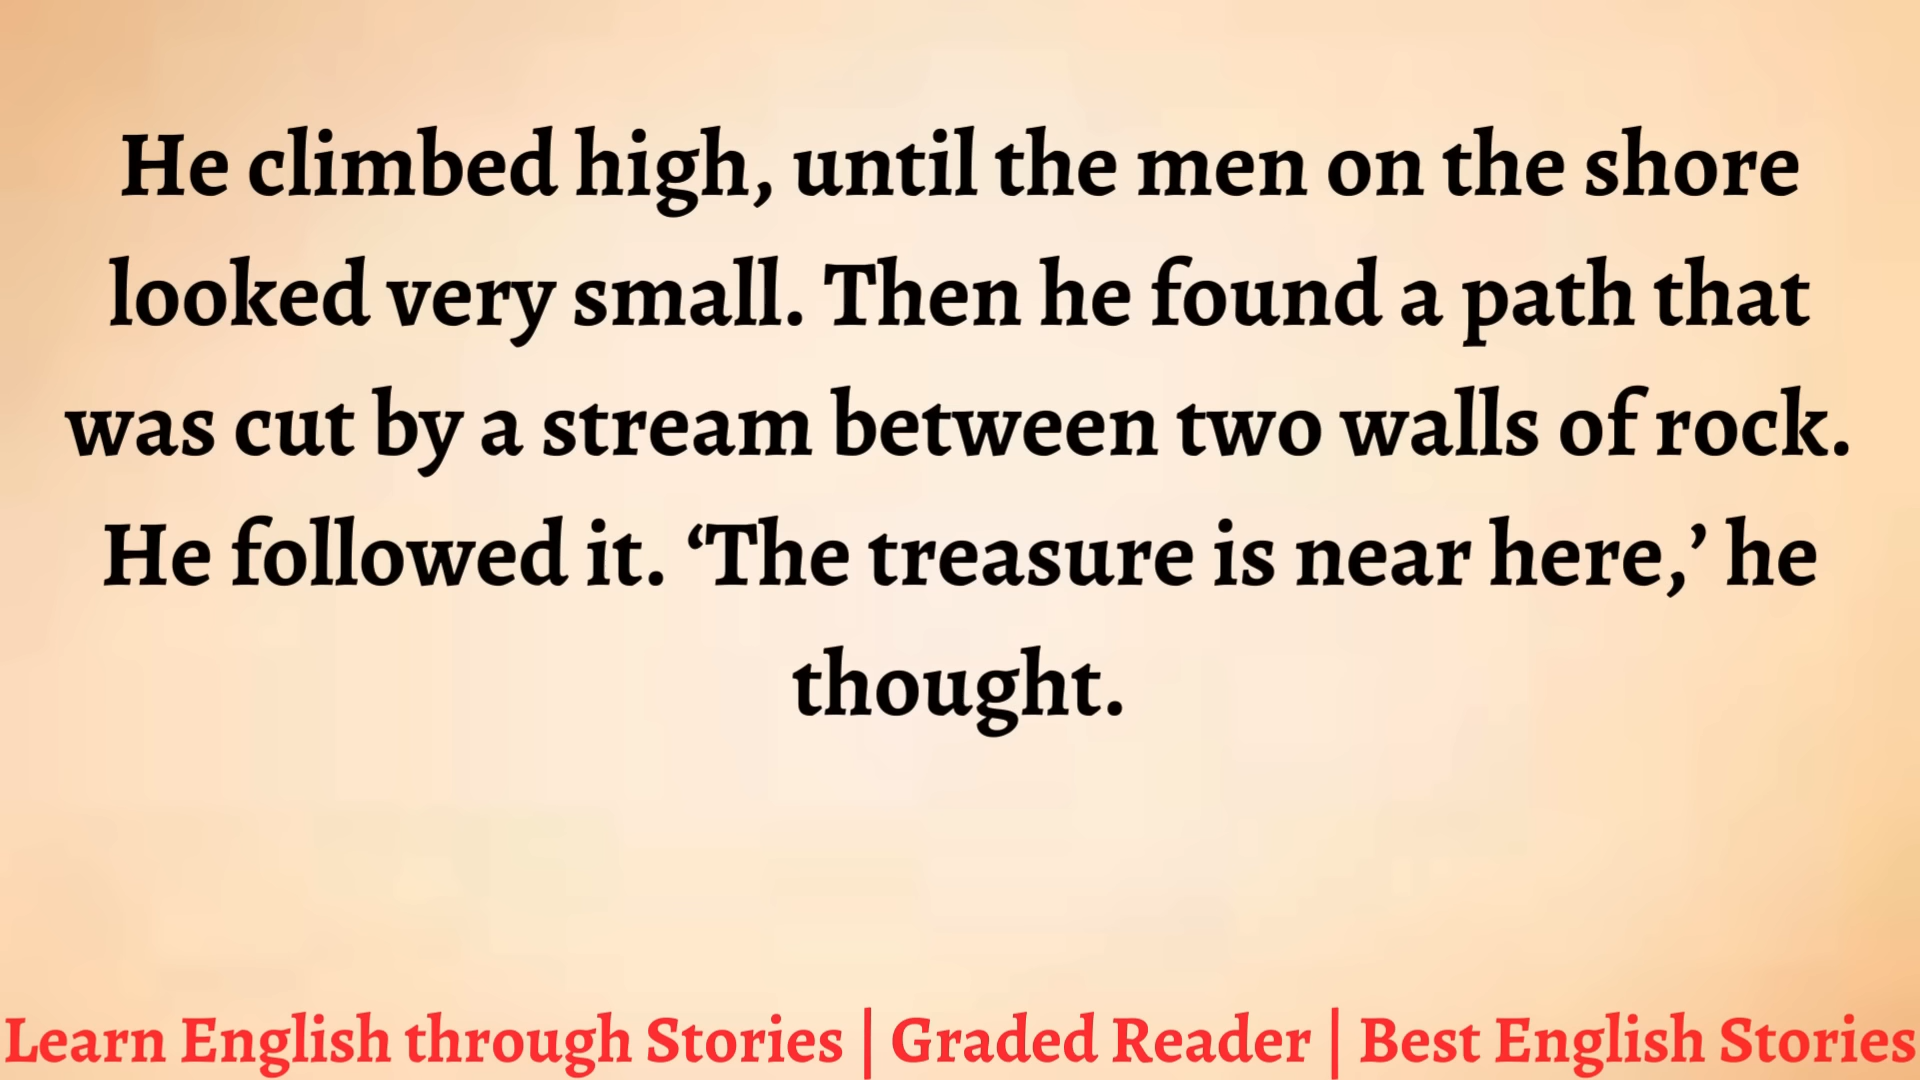 He climbed high, until the men on the shore
looked very small. Then he found a path that
was cut by a stream between two walls of rock.
He followed it. ‘The treasure is near here,’ he
thought.
Learn English through Stories | Graded Reader | Best English Stories